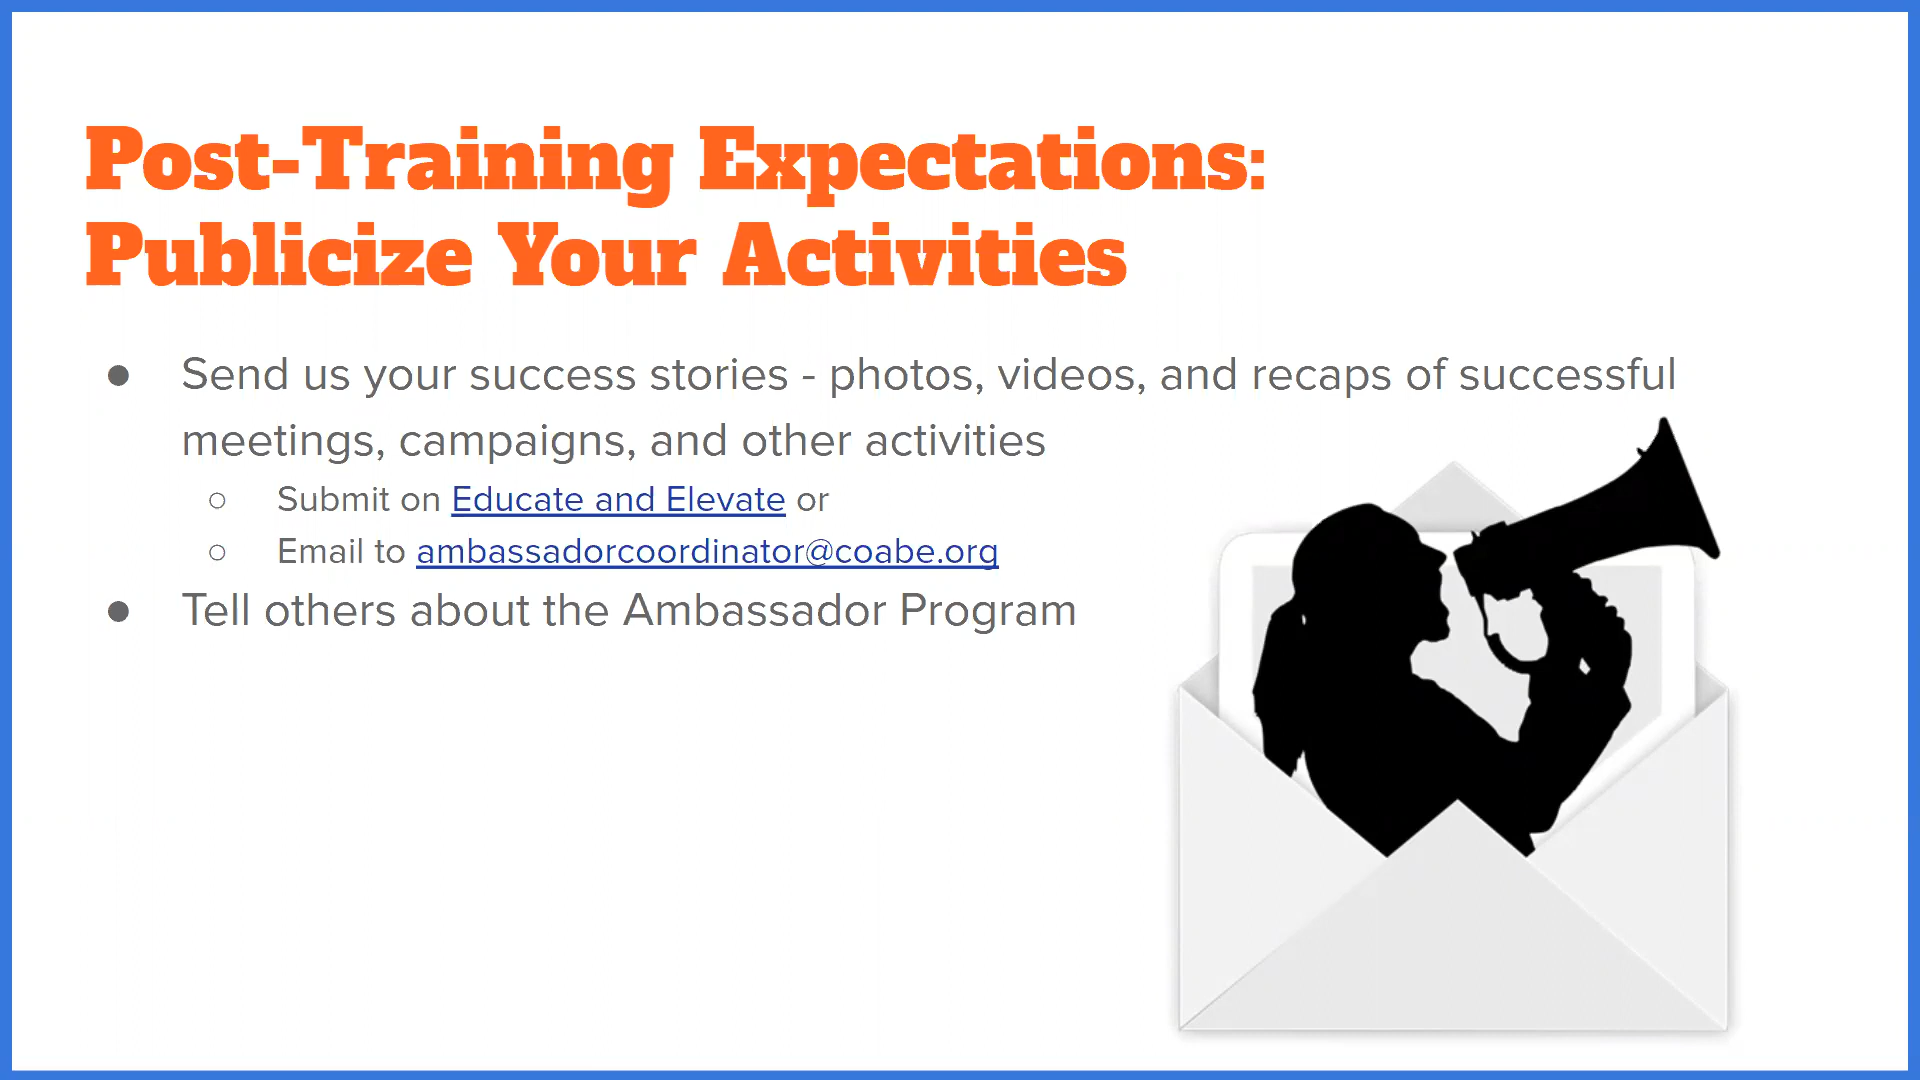 Post-Training Expectations:
Publicize Your Activities
● Send us your success stories - photos, videos, and recaps of successful
meetings, campaigns, and other activities
○ Submit on Educate and Elevate or
○ Email to ambassadorcoordinator@coabe.org
● Tell others about the Ambassador Program